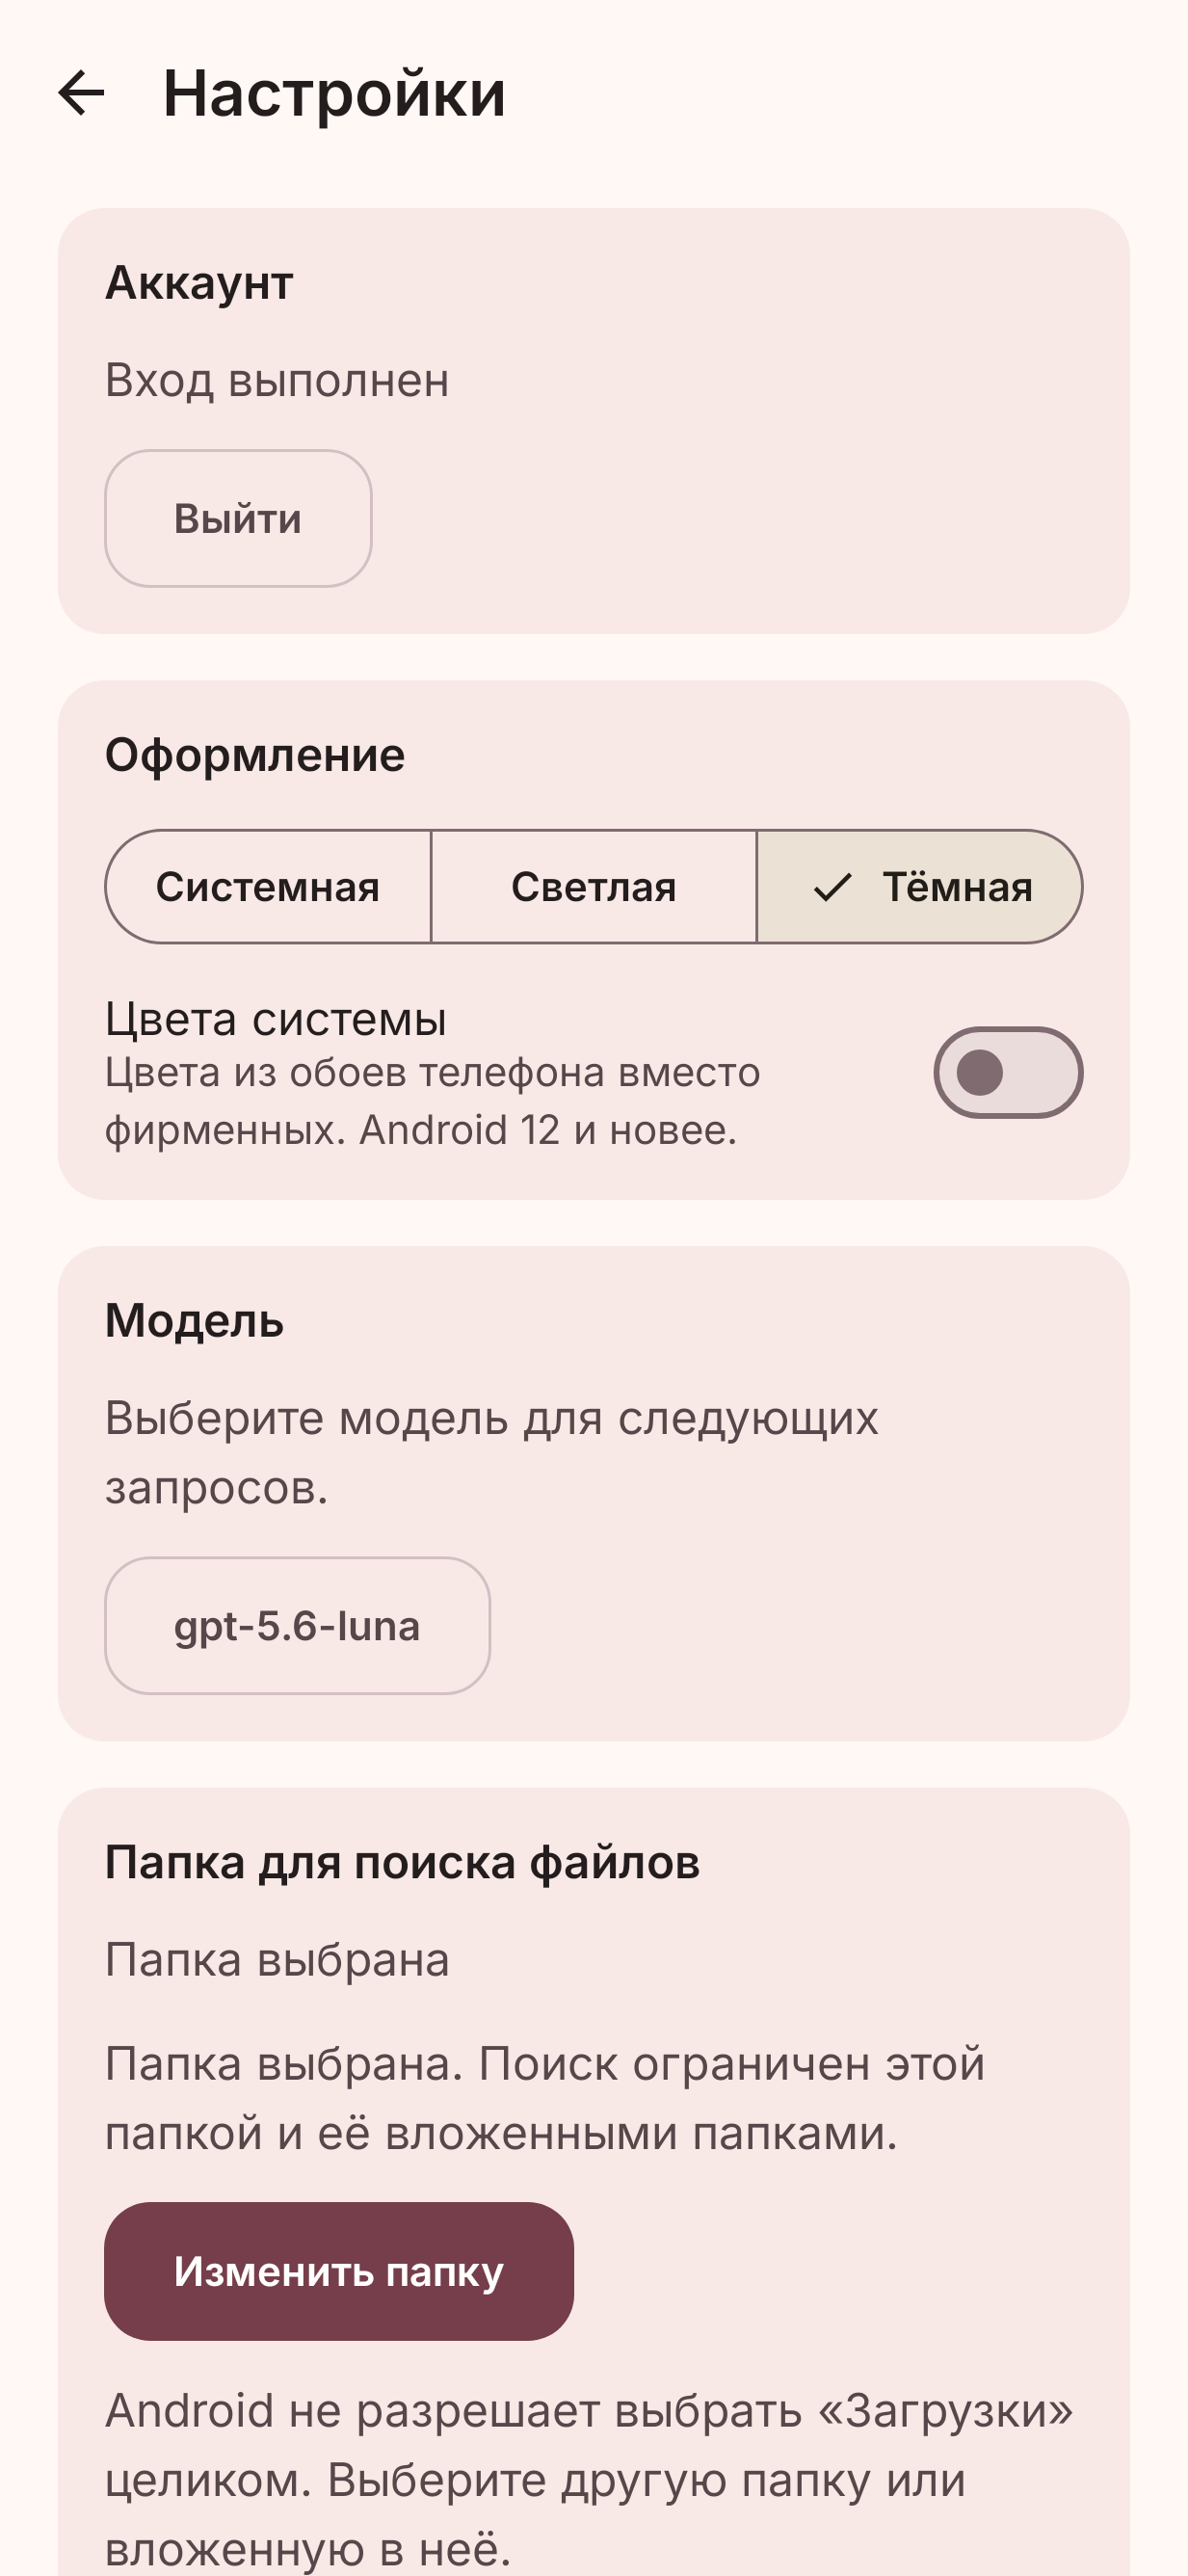 Настройки
Аккаунт
Вход выполнен
Выйти
Оформление
Системная
Светлая
Тёмная
Цвета системы
Цвета из обоев телефона вместо
фирменных. Android 12 и новее.
Модель
Выберите модель для следующих
запросов.
gpt-5.6-luna
Папка для поиска файлов
Папка выбрана
Папка выбрана. Поиск ограничен этой
папкой и её вложенными папками.
Изменить папку
Android не разрешает выбрать «Загрузки»
целиком. Выберите другую папку или
вложенную в неё.